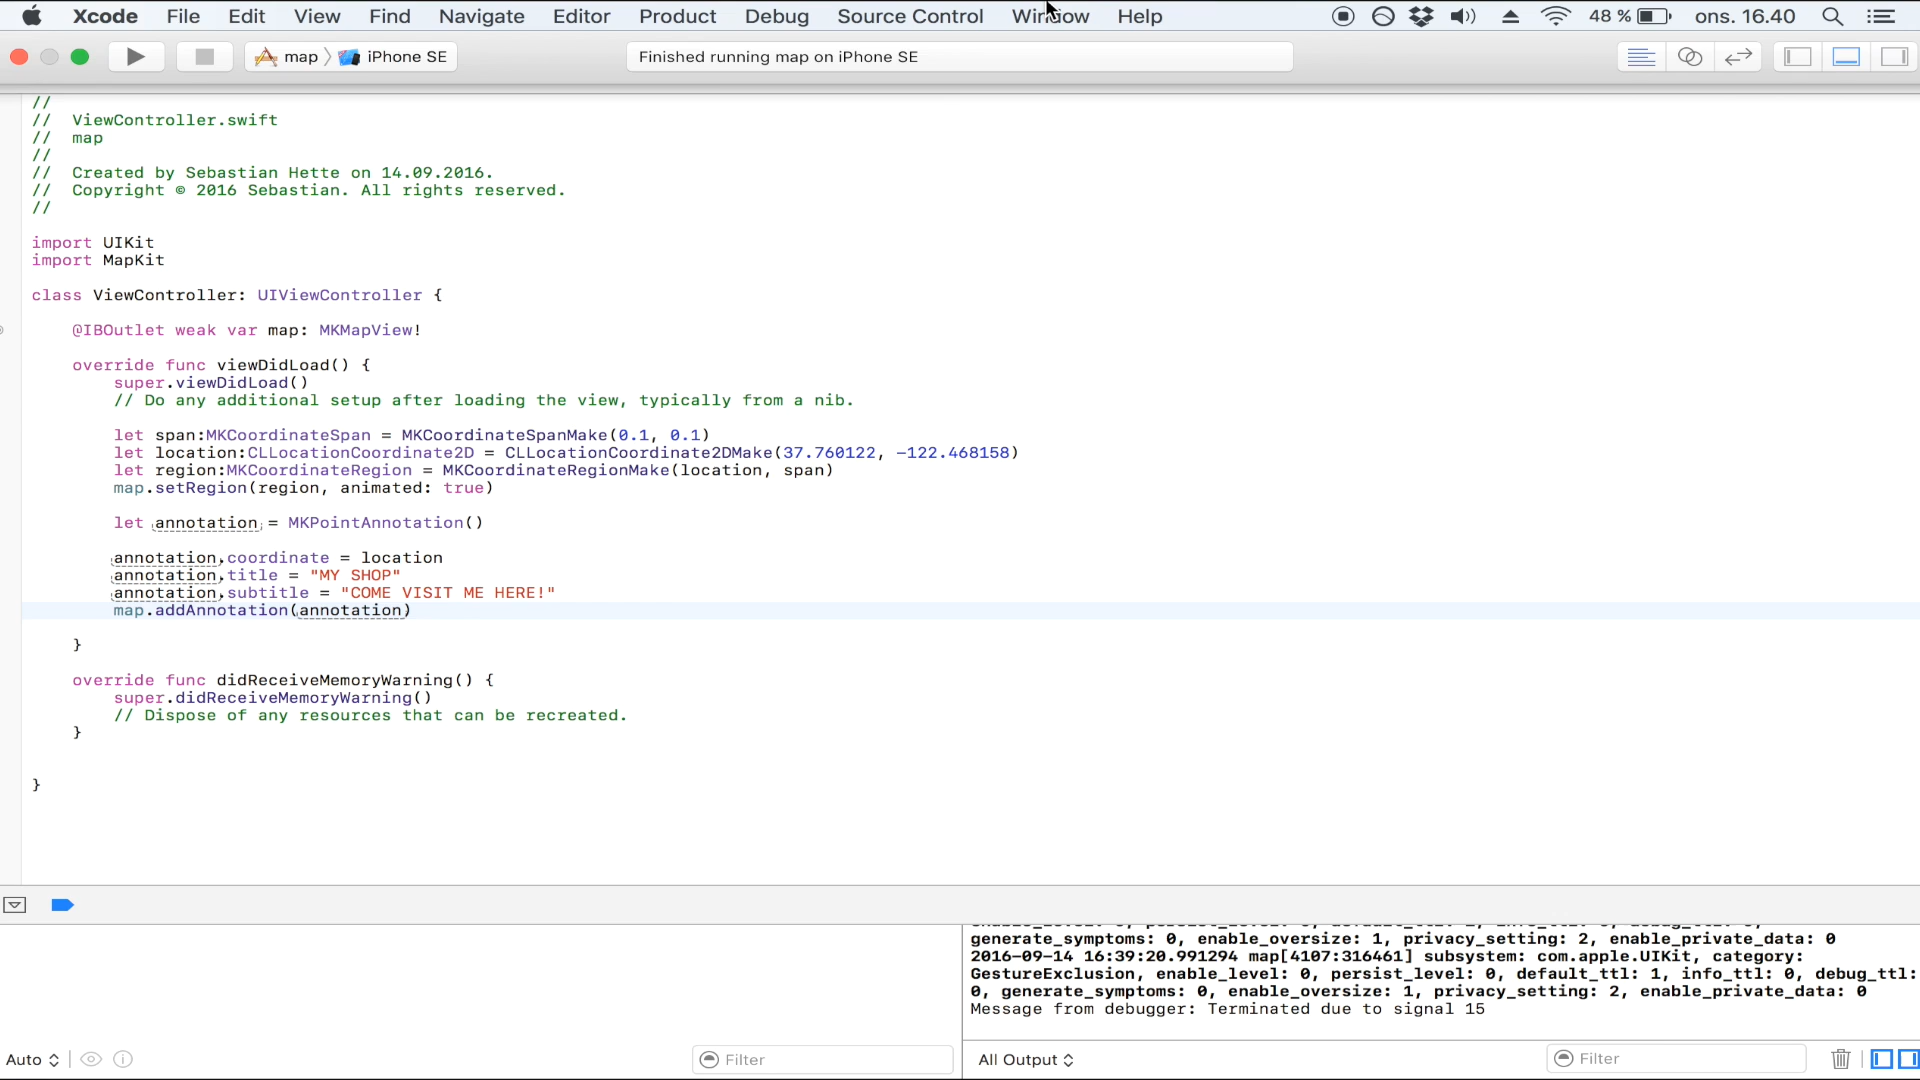 Xcode File Edit View Find Navigate Editor Product Debug Source Control Window Help 48 % ons. 16.40
map iPhone SE Finished running map on iPhone SE
//
// ViewController.swift
// map
//
// Created by Sebastian Hette on 14.09.2016.
// Copyright © 2016 Sebastian. All rights reserved.
//
import UIKit
import MapKit
class ViewController: UIViewController {
@IBOutlet weak var map: MKMapView!
override func viewDidLoad() {
super.viewDidLoad()
// Do any additional setup after loading the view, typically from a nib.
let span:MKCoordinateSpan = MKCoordinateSpanMake(0.1, 0.1)
let location:CLLocationCoordinate2D = CLLocationCoordinate2DMake(37.760122, -122.468158)
let region:MKCoordinateRegion = MKCoordinateRegionMake(location, span)
map.setRegion(region, animated: true)
let annotation = MKPointAnnotation()
annotation.coordinate = location
annotation.title = "MY SHOP"
annotation.subtitle = "COME VISIT ME HERE!"
map.addAnnotation(annotation)
}
override func didReceiveMemoryWarning() {
super.didReceiveMemoryWarning()
// Dispose of any resources that can be recreated.
}
}
generate_symptoms: 0, enable_oversize: 1, privacy_setting: 2, enable_private_data: 0
2016-09-14 16:39:20.991294 map[4107:316461] subsystem: com.apple.UIKit, category:
GestureExclusion, enable_level: 0, persist_level: 0, default_ttl: 1, info_ttl: 0, debug_ttl:
0, generate_symptoms: 0, enable_oversize: 1, privacy_setting: 2, enable_private_data: 0
Message from debugger: Terminated due to signal 15
Auto Filter All Output Filter